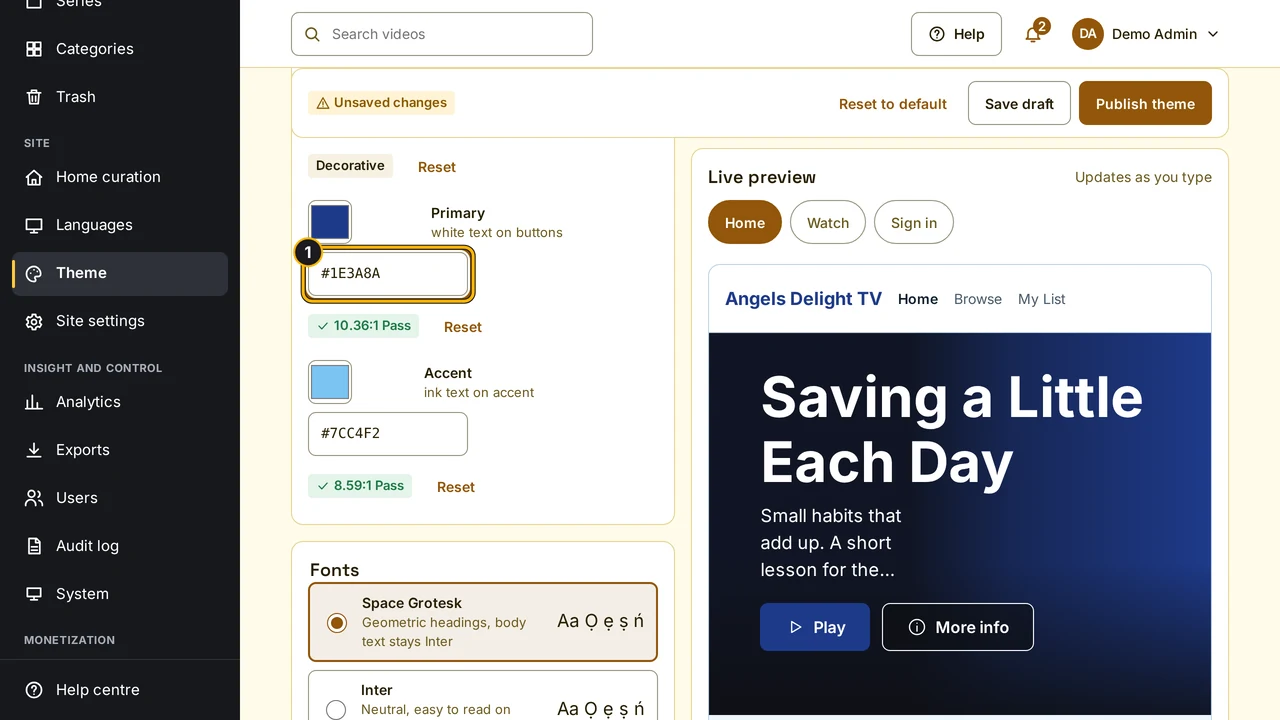 Series
Categories
Trash
SITE
Home curation
Languages
Theme
Site settings
INSIGHT AND CONTROL
Analytics
Exports
Users
Audit log
System
MONETIZATION
Help centre
Search videos
Help
2
DA
Demo Admin
Unsaved changes
Reset to default
Save draft
Publish theme
Decorative
Reset
Primary
white text on buttons
1
#1E3A8A
10.36:1 Pass
Reset
Accent
ink text on accent
#7CC4F2
8.59:1 Pass
Reset
Fonts
Space Grotesk
Geometric headings, body
text stays Inter
Aa Ọ ẹ ṣ ń
Inter
Neutral, easy to read on
Aa Ọ ẹ ṣ ń
Live preview
Updates as you type
Home
Watch
Sign in
Angels Delight TV
Home
Browse
My List
Saving a Little
Each Day
Small habits that
add up. A short
lesson for the...
Play
More info